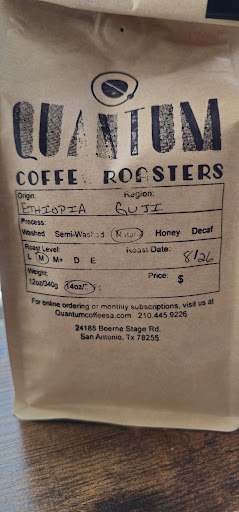 QUANTUM
COFFEE ROASTERS
Origin: Region:
ETHIOPIA GUJI
Process:
Washed Semi-Washed Natural Honey Decaf
Roast Level: Roast Date:
L M M+ D E 8/26
Weight: Price:
12oz/340g 14oz/ $
For online ordering or monthly subscriptions, visit us at
Quantumcoffeesa.com 210.445.9226
24188 Boerne Stage Rd.
San Antonio, Tx 78255